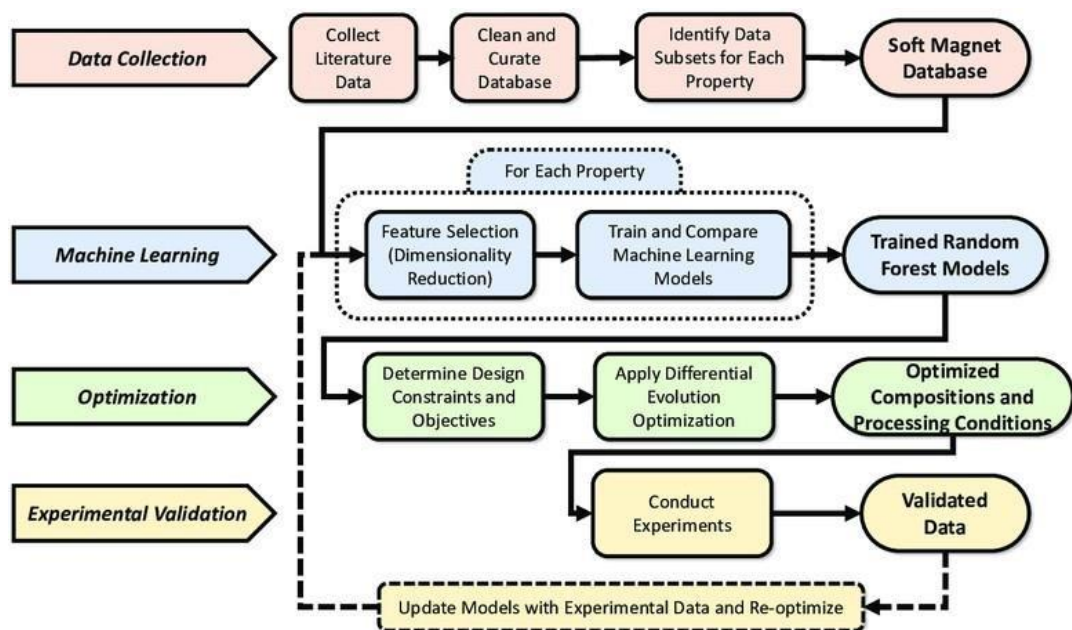 Data Collection
Collect
Literature
Data
Clean and
Curate
Database
Identify Data
Subsets for Each
Property
Soft Magnet
Database
For Each Property
Machine Learning
Feature Selection
(Dimensionality
Reduction)
Train and Compare
Machine Learning
Models
Trained Random
Forest Models
Optimization
Determine Design
Constraints and
Objectives
Apply Differential
Evolution
Optimization
Optimized
Compositions and
Processing Conditions
Experimental Validation
Conduct
Experiments
Validated
Data
Update Models with Experimental Data and Re-optimize